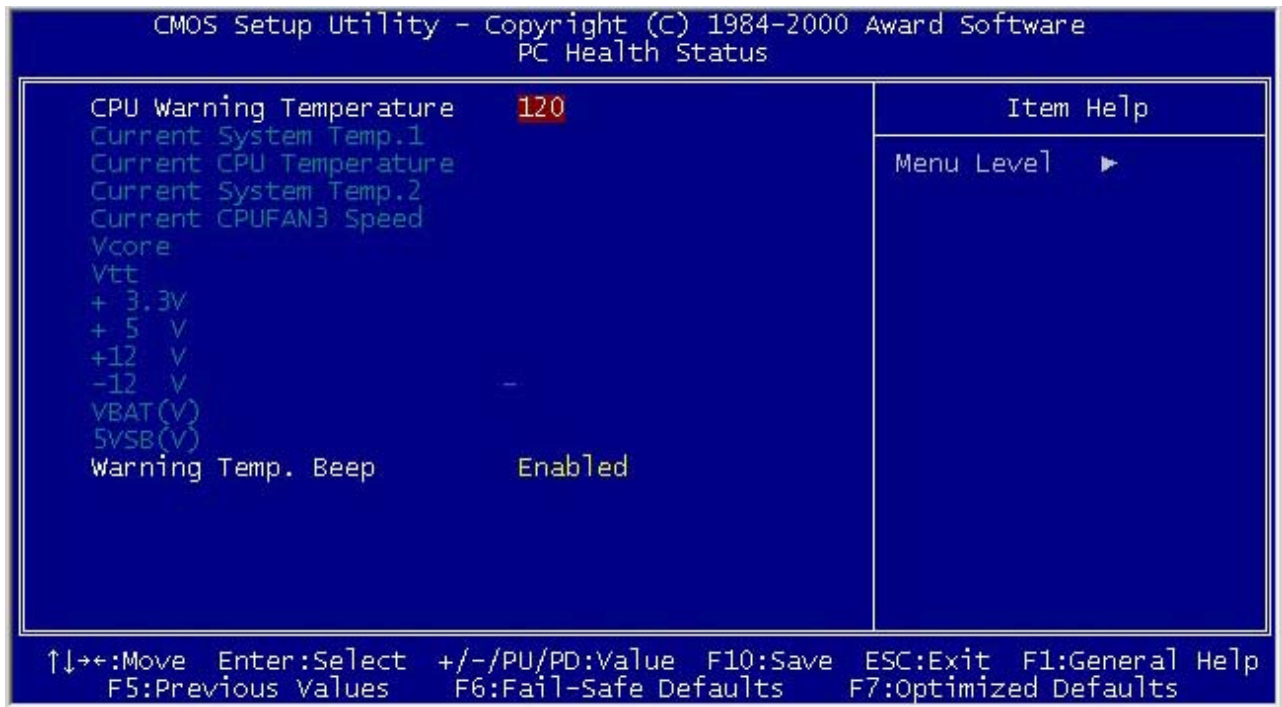 CMOS Setup Utility - Copyright (C) 1984-2000 Award Software
PC Health Status
CPU Warning Temperature 120
Current System Temp.1
Current CPU Temperature
Current System Temp.2
Current CPUFAN3 Speed
Vcore
Vtt
+ 3.3V
+ 5 V
+12 V
-12 V -
VBAT(V)
5VSB(V)
Warning Temp. Beep Enabled
Item Help
Menu Level ►
↑↓→←:Move Enter:Select +/-/PU/PD:Value F10:Save ESC:Exit F1:General Help
F5:Previous Values F6:Fail-Safe Defaults F7:Optimized Defaults